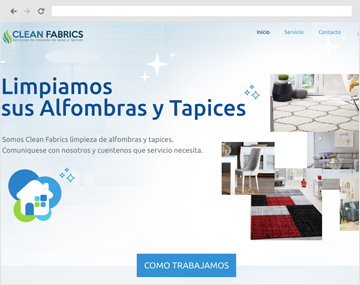 CLEAN FABRICS
Inicio Servicio Contacto
Limpiamos
sus Alfombras y Tapices
Somos Clean Fabrics limpieza de alfombras y tapices.
Comuniquese con nosotros y cuentenos que servicio necesita.
COMO TRABAJAMOS